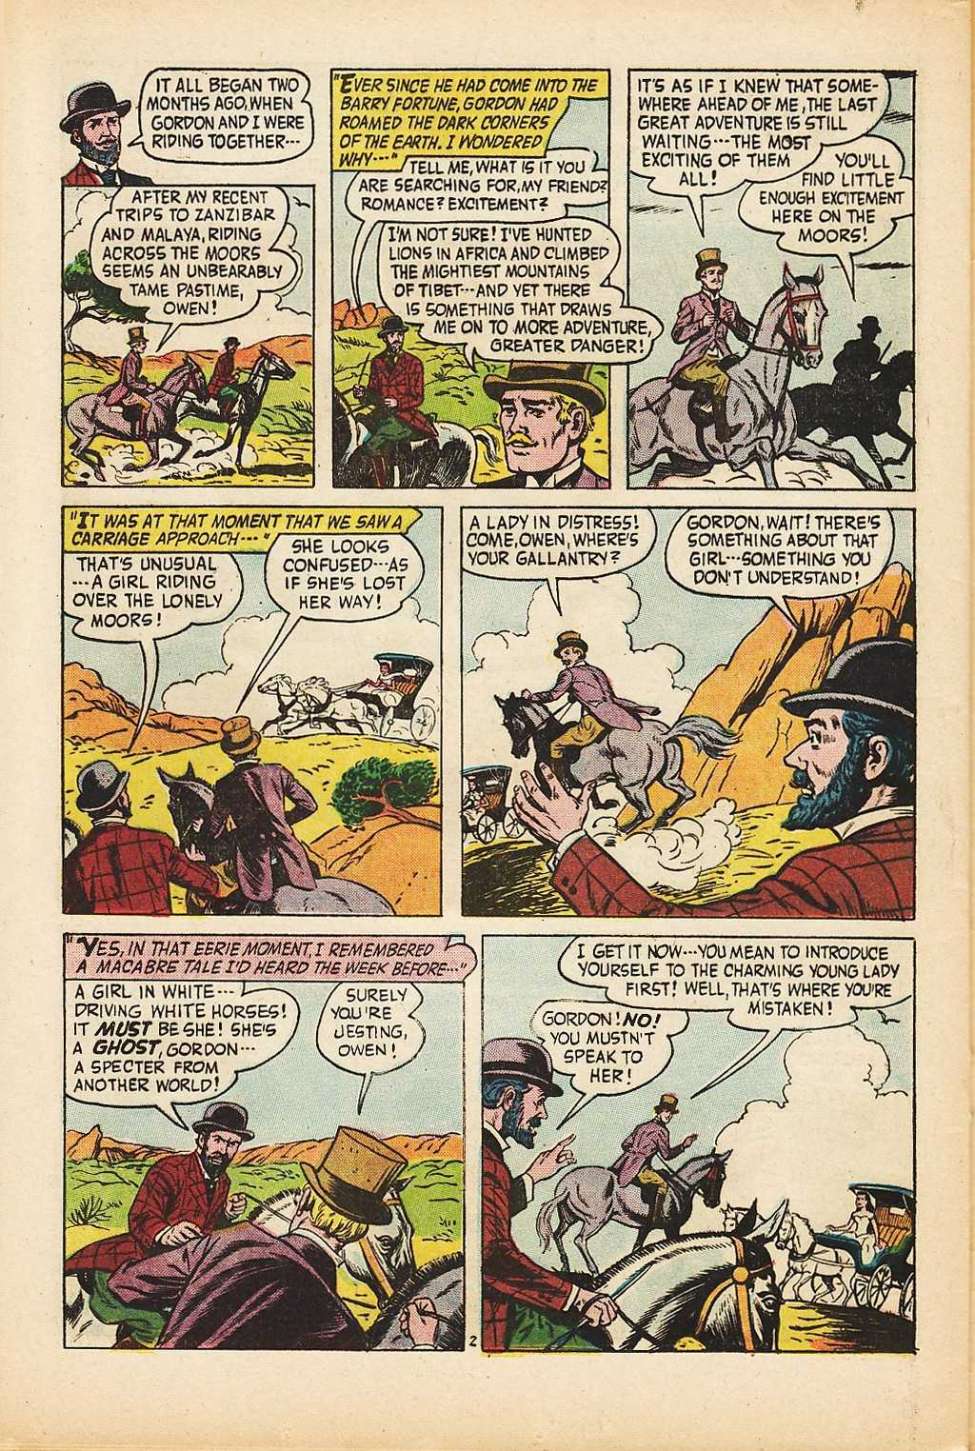 IT ALL BEGAN TWO
MONTHS AGO, WHEN
GORDON AND I WERE
RIDING TOGETHER---
AFTER MY RECENT
TRIPS TO ZANZIBAR
AND MALAYA, RIDING
ACROSS THE MOORS
SEEMS AN UNBEARABLY
TAME PASTIME,
OWEN!
"EVER SINCE HE HAD COME INTO THE
BARRY FORTUNE, GORDON HAD
ROAMED THE DARK CORNERS
OF THE EARTH. I WONDERED
WHY---"
TELL ME, WHAT IS IT YOU
ARE SEARCHING FOR, MY FRIEND?
ROMANCE? EXCITEMENT?
I'M NOT SURE! I'VE HUNTED
LIONS IN AFRICA AND CLIMBED
THE MIGHTIEST MOUNTAINS
OF TIBET---AND YET THERE
IS SOMETHING THAT DRAWS
ME ON TO MORE ADVENTURE,
GREATER DANGER!
IT'S AS IF I KNEW THAT SOME-
WHERE AHEAD OF ME, THE LAST
GREAT ADVENTURE IS STILL
WAITING---THE MOST
EXCITING OF THEM
ALL!
YOU'LL
FIND LITTLE
ENOUGH EXCITEMENT
HERE ON THE
MOORS!
"IT WAS AT THAT MOMENT THAT WE SAW A
CARRIAGE APPROACH---"
THAT'S UNUSUAL
---A GIRL RIDING
OVER THE LONELY
MOORS!
SHE LOOKS
CONFUSED---AS
IF SHE'S LOST
HER WAY!
A LADY IN DISTRESS!
COME, OWEN, WHERE'S
YOUR GALLANTRY?
GORDON, WAIT! THERE'S
SOMETHING ABOUT THAT
GIRL---SOMETHING YOU
DON'T UNDERSTAND!
"YES, IN THAT EERIE MOMENT, I REMEMBERED
A MACABRE TALE I'D HEARD THE WEEK BEFORE---"
A GIRL IN WHITE---
DRIVING WHITE HORSES!
IT MUST BE SHE! SHE'S
A GHOST, GORDON---
A SPECTER FROM
ANOTHER WORLD!
SURELY
YOU'RE
JESTING,
OWEN!
2
I GET IT NOW---YOU MEAN TO INTRODUCE
YOURSELF TO THE CHARMING YOUNG LADY
FIRST! WELL, THAT'S WHERE YOU'RE
MISTAKEN!
GORDON! NO!
YOU MUSTN'T
SPEAK TO
HER!